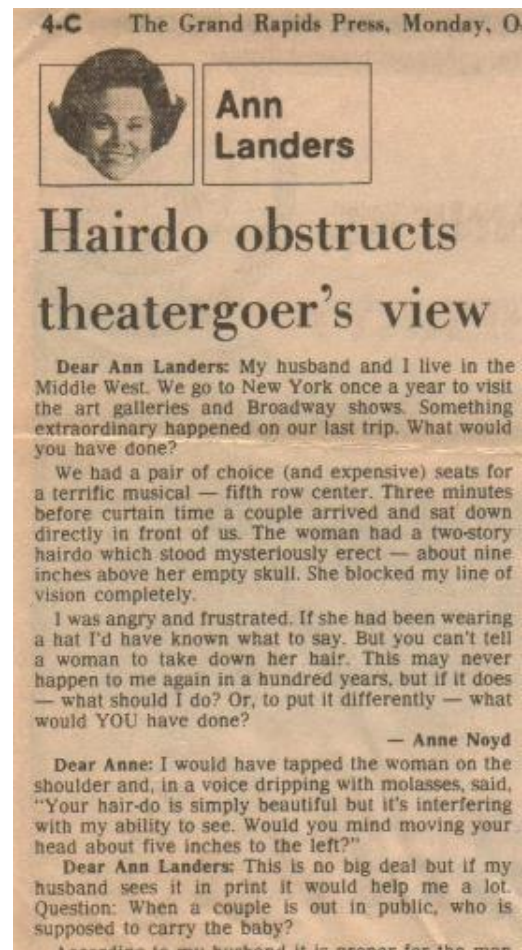 4-C The Grand Rapids Press, Monday, O
Ann
Landers
Hairdo obstructs
theatergoer's view
Dear Ann Landers: My husband and I live in the
Middle West. We go to New York once a year to visit
the art galleries and Broadway shows. Something
extraordinary happened on our last trip. What would
you have done?
We had a pair of choice (and expensive) seats for
a terrific musical — fifth row center. Three minutes
before curtain time a couple arrived and sat down
directly in front of us. The woman had a two-story
hairdo which stood mysteriously erect — about nine
inches above her empty skull. She blocked my line of
vision completely.
I was angry and frustrated. If she had been wearing
a hat I'd have known what to say. But you can't tell
a woman to take down her hair. This may never
happen to me again in a hundred years, but if it does
— what should I do? Or, to put it differently — what
would YOU have done?
— Anne Noyd
Dear Anne: I would have tapped the woman on the
shoulder and, in a voice dripping with molasses, said,
"Your hair-do is simply beautiful but it's interfering
with my ability to see. Would you mind moving your
head about five inches to the left?"
Dear Ann Landers: This is no big deal but if my
husband sees it in print it would help me a lot.
Question: When a couple is out in public, who is
supposed to carry the baby?
According to my husband it is proper for the man